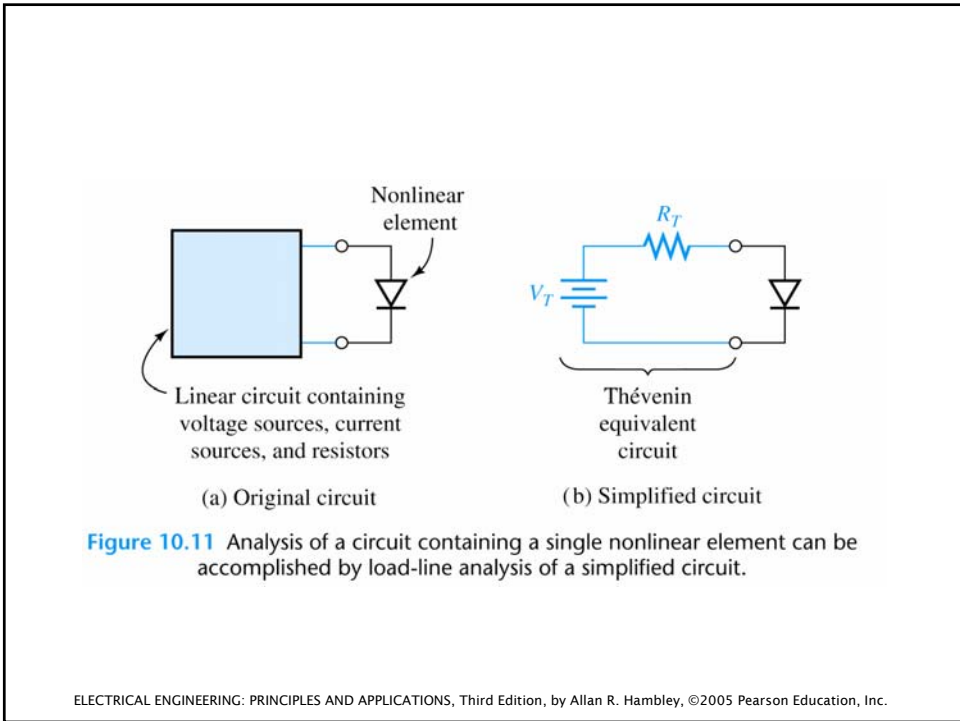 Nonlinear
element
R_T
V_T
Linear circuit containing
voltage sources, current
sources, and resistors
Thévenin
equivalent
circuit
(a) Original circuit
(b) Simplified circuit
Figure 10.11 Analysis of a circuit containing a single nonlinear element can be
accomplished by load-line analysis of a simplified circuit.
ELECTRICAL ENGINEERING: PRINCIPLES AND APPLICATIONS, Third Edition, by Allan R. Hambley, ©2005 Pearson Education, Inc.